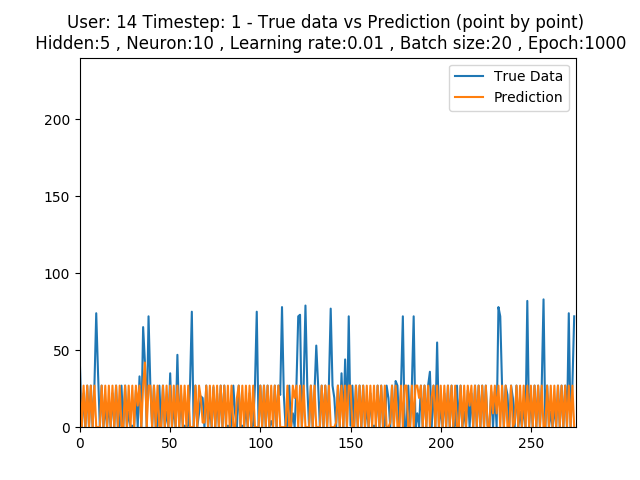 User: 14 Timestep: 1 - True data vs Prediction (point by point)
Hidden:5 , Neuron:10 , Learning rate:0.01 , Batch size:20 , Epoch:1000
True Data
Prediction
200
150
100
50
0
0 50 100 150 200 250